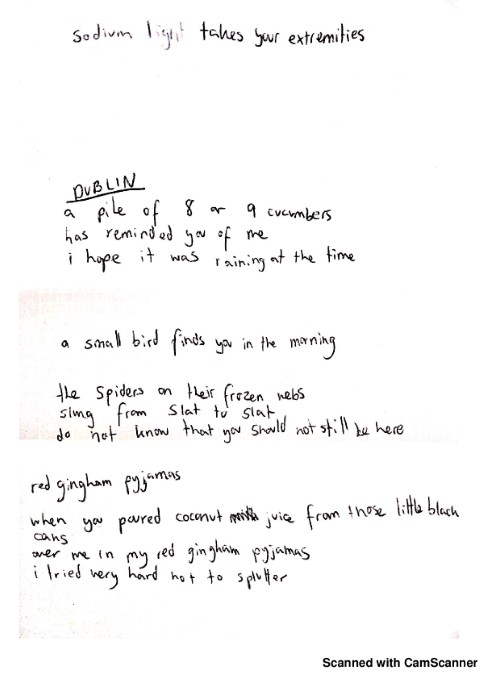 sodium light takes your extremities
DUBLIN
a pile of 8 or 9 cucumbers
has reminded you of me
i hope it was raining at the time
a small bird finds you in the morning
the spiders on their frozen webs
slung from slat to slat
do not know that you should not still be here
red gingham pyjamas
when you poured coconut juice from those little black
cans
over me in my red gingham pyjamas
i tried very hard not to splutter
Scanned with CamScanner